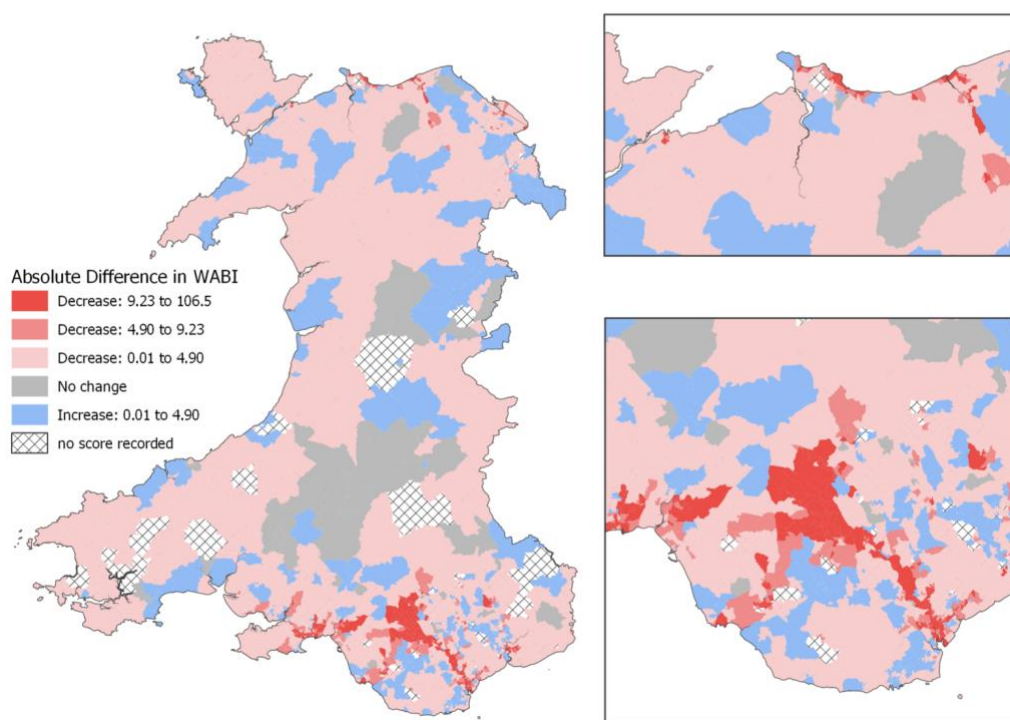 Absolute Difference in WABI
Decrease: 9.23 to 106.5
Decrease: 4.90 to 9.23
Decrease: 0.01 to 4.90
No change
Increase: 0.01 to 4.90
no score recorded